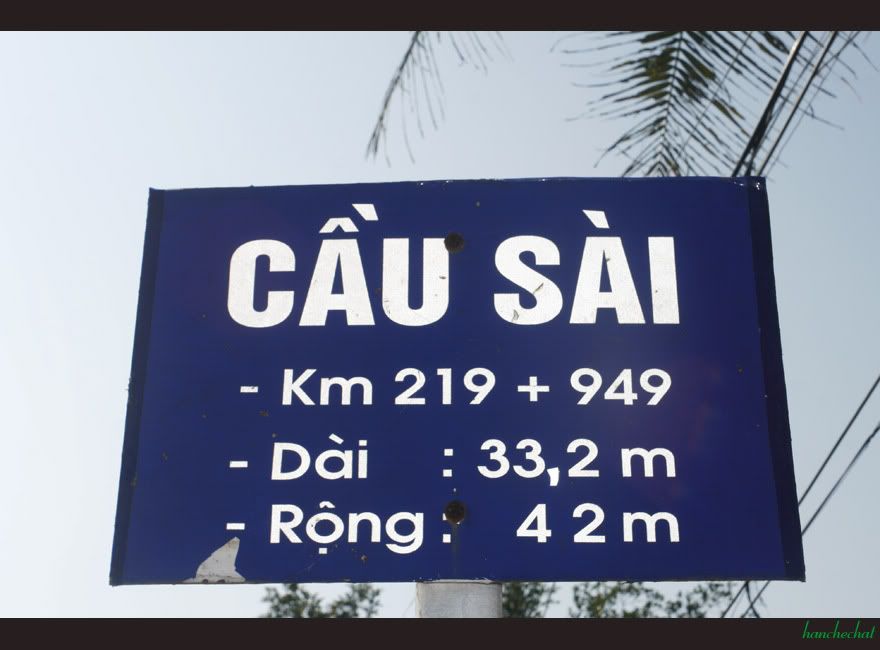 CẦU SÀI
- Km 219 + 949
- Dài : 33,2 m
- Rộng : 4 2 m
hanchechat